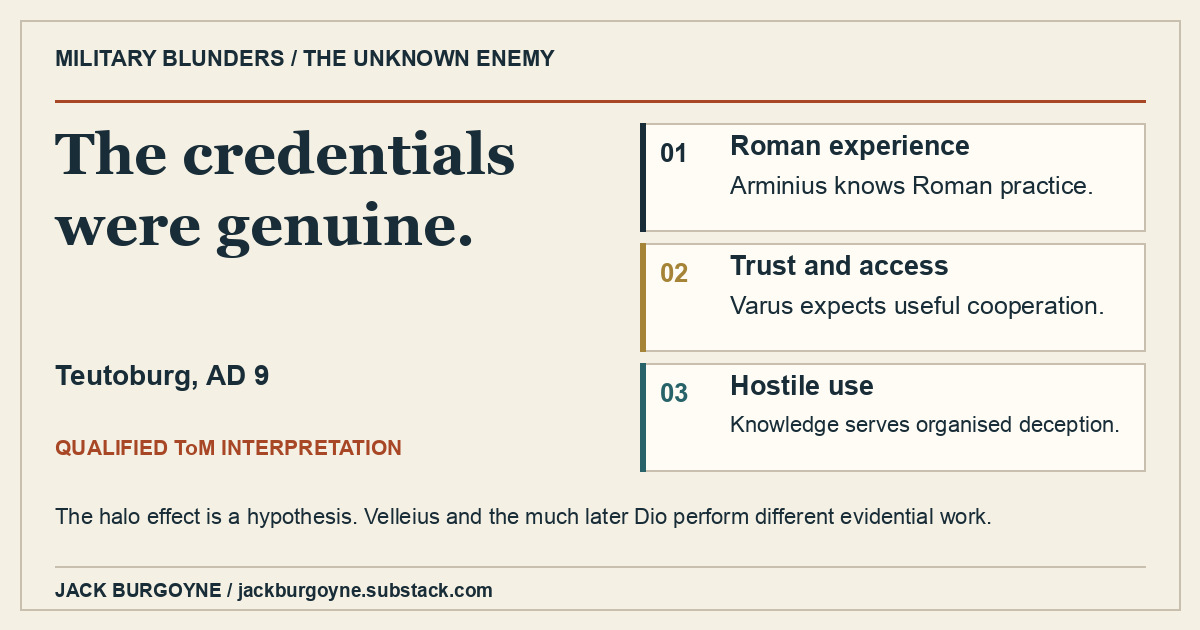 MILITARY BLUNDERS / THE UNKNOWN ENEMY
The credentials
were genuine.
Teutoburg, AD 9
QUALIFIED ToM INTERPRETATION
01
Roman experience
Arminius knows Roman practice.
02
Trust and access
Varus expects useful cooperation.
03
Hostile use
Knowledge serves organised deception.
The halo effect is a hypothesis. Velleius and the much later Dio perform different evidential work.
JACK BURGOYNE / jackburgoyne.substack.com